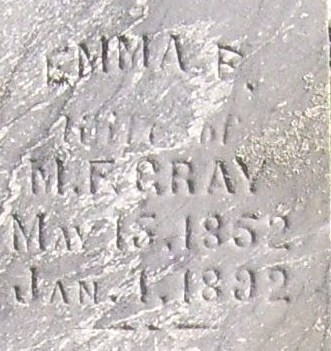 EMMA F.
Wife of
M.F. GRAY
MAY 15, 1852
JAN. 1, 1892